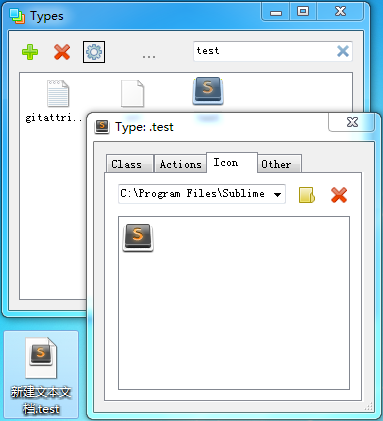 Types
...
test
gitattri..
Type: .test
Class Actions Icon Other
C:\Program Files\Sublime
新建文本文
档.test